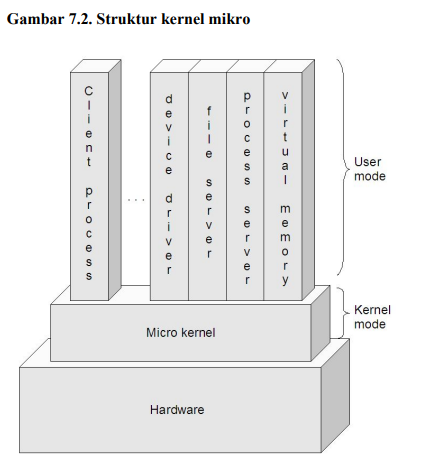 Gambar 7.2. Struktur kernel mikro
Client process
...
device driver
file server
process server
virtual memory
User
mode
Kernel
mode
Micro kernel
Hardware